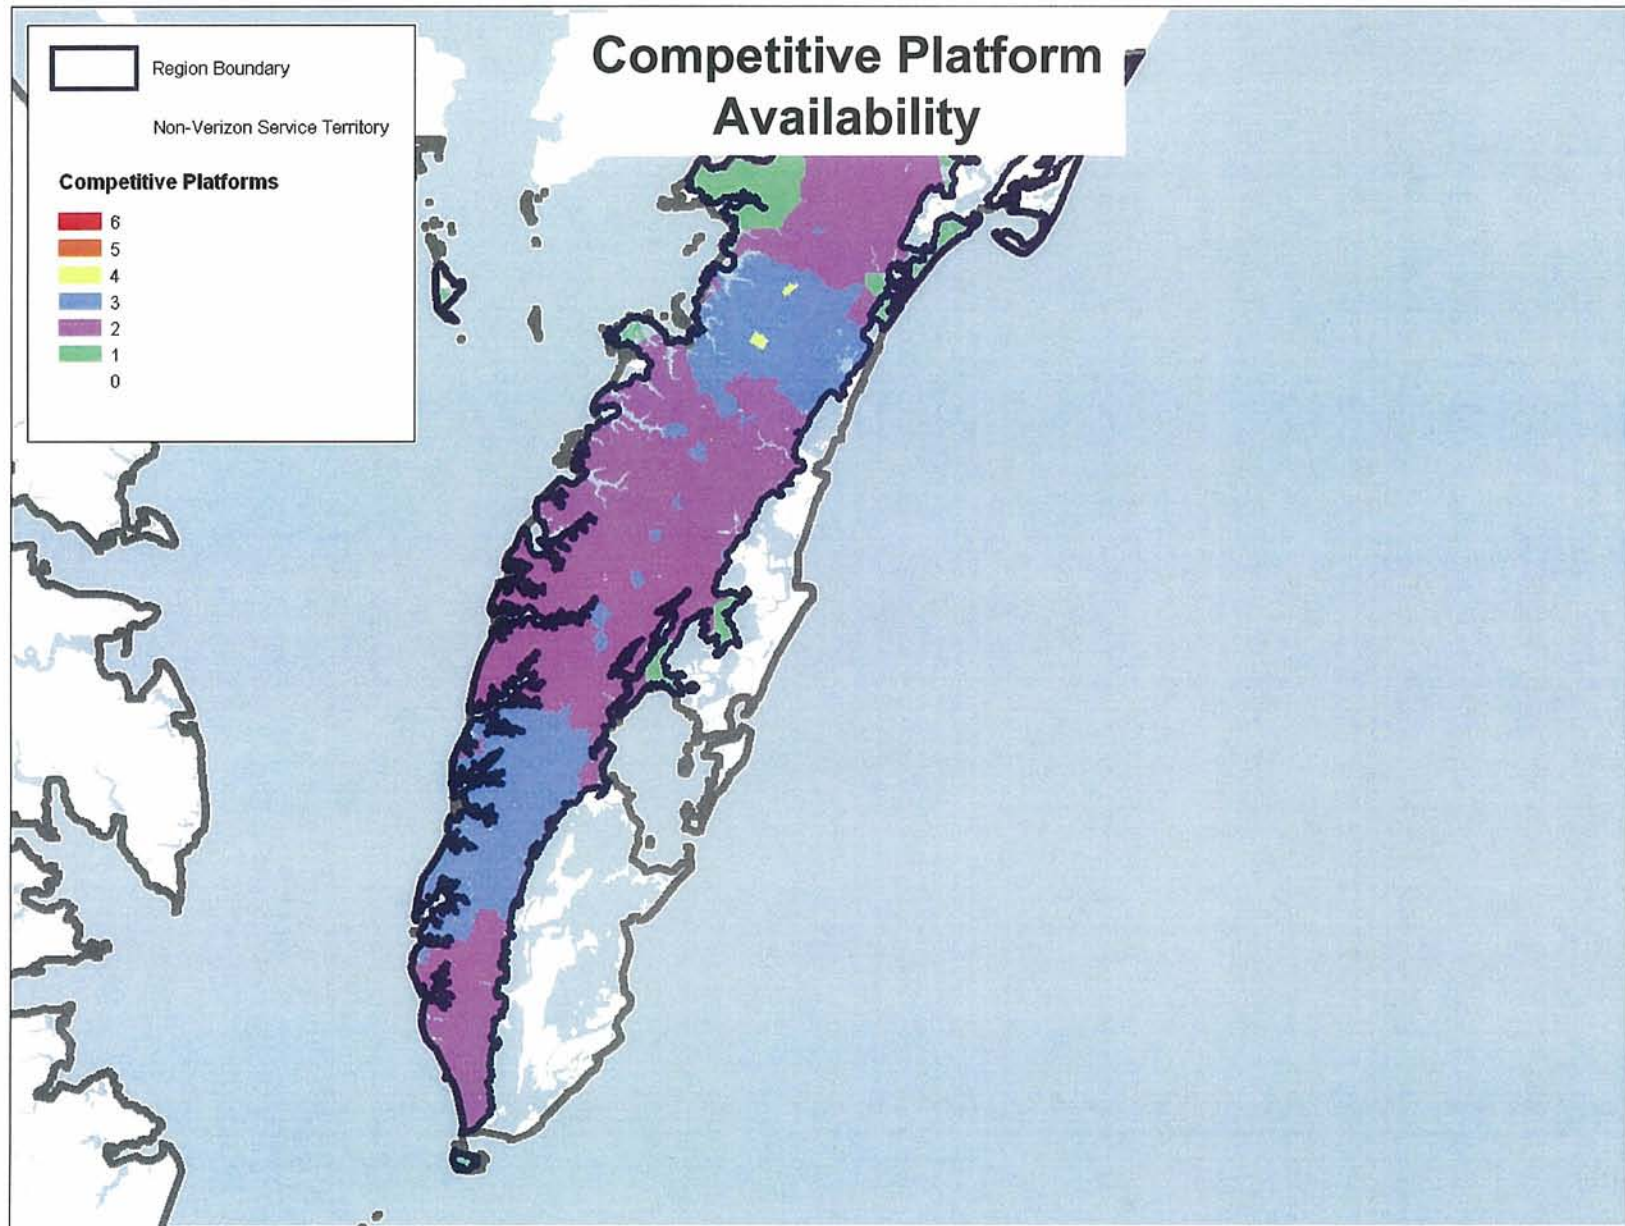 Competitive Platform
Availability
Region Boundary
Non-Verizon Service Territory
Competitive Platforms
6
5
4
3
2
1
0